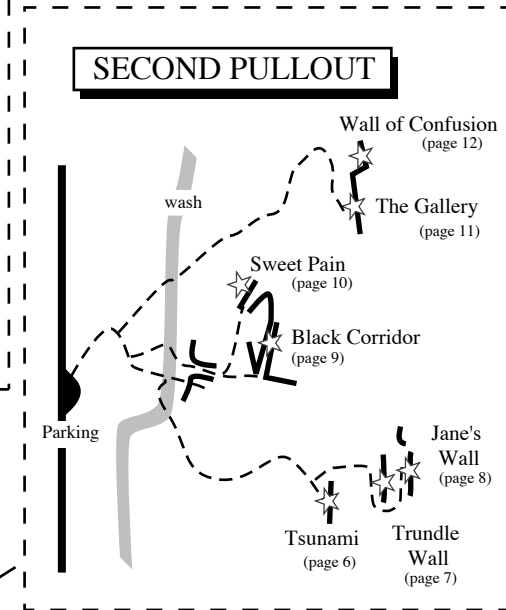 SECOND PULLOUT
Wall of Confusion
(page 12)
wash
The Gallery
(page 11)
Sweet Pain
(page 10)
Black Corridor
(page 9)
Parking
Jane's
Wall
(page 8)
Tsunami
(page 6)
Trundle
Wall
(page 7)